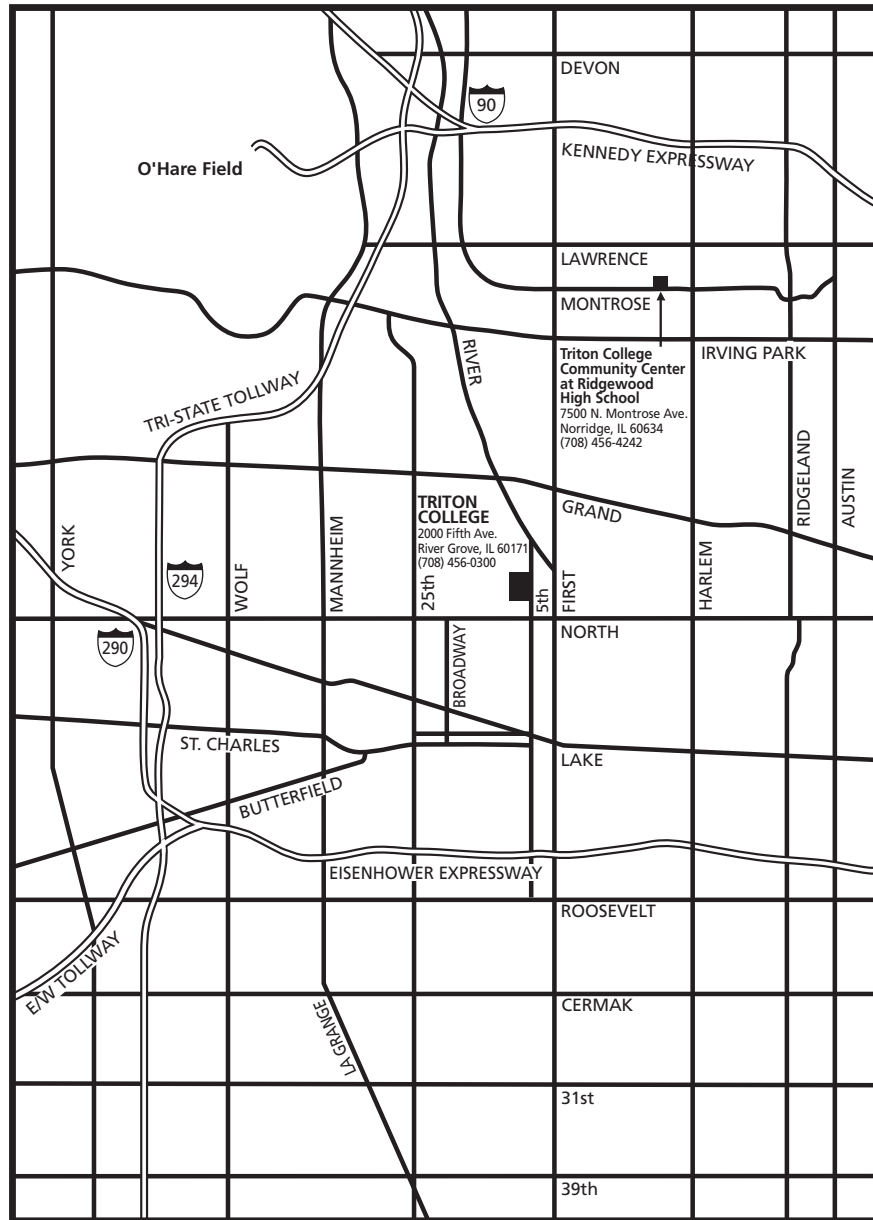 DEVON
90
KENNEDY EXPRESSWAY
O'Hare Field
LAWRENCE
MONTROSE
RIVER
IRVING PARK
Triton College
Community Center
at Ridgewood
High School
7500 N. Montrose Ave.
Norridge, IL 60634
(708) 456-4242
TRI-STATE TOLLWAY
RIDGELAND
AUSTIN
GRAND
TRITON
COLLEGE
2000 Fifth Ave.
River Grove, IL 60171
(708) 456-0300
YORK
294
WOLF
MANNHEIM
25th
5th
FIRST
HARLEM
290
NORTH
BROADWAY
ST. CHARLES
LAKE
BUTTERFIELD
EISENHOWER EXPRESSWAY
ROOSEVELT
E/W TOLLWAY
CERMAK
LA GRANGE
31st
39th